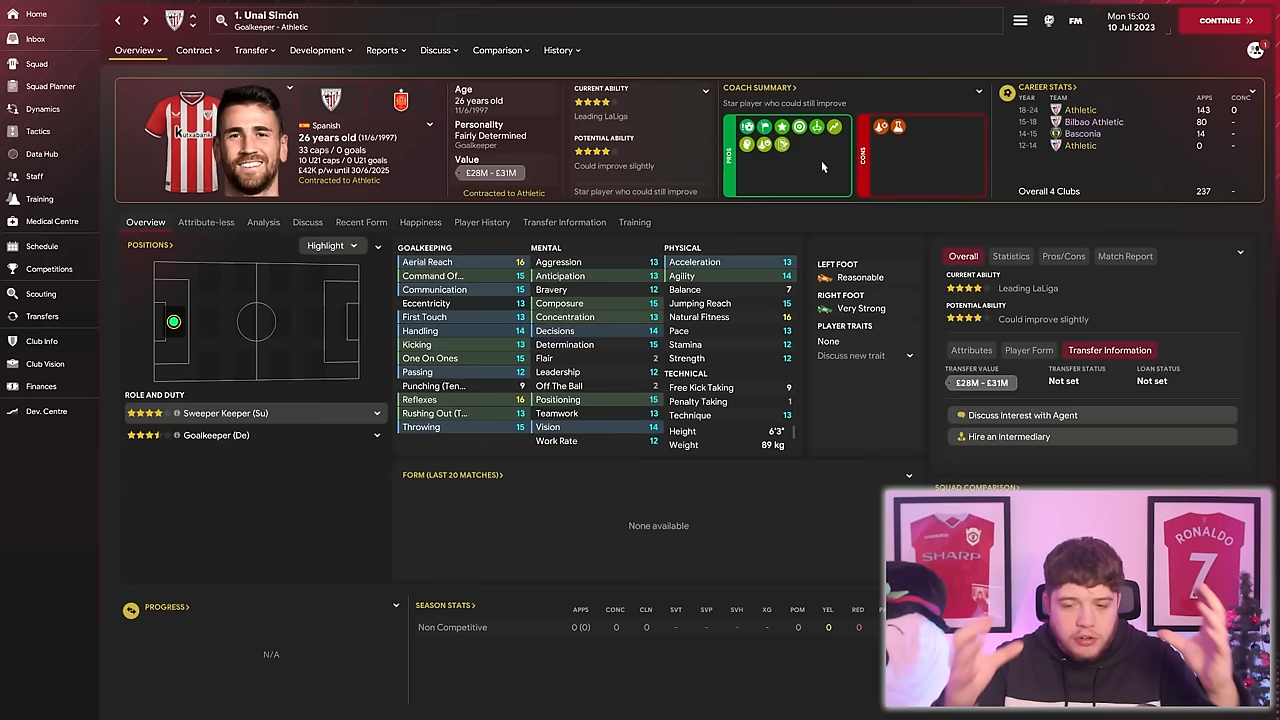 Home
Inbox
Squad
Squad Planner
Dynamics
Tactics
Data Hub
Staff
Training
Medical Centre
Schedule
Competitions
Scouting
Transfers
Club Info
Club Vision
Finances
Dev. Centre
1. Unai Simón
Goalkeeper - Athletic
FM
Mon 15:00
10 Jul 2023
CONTINUE
1
Overview
Contract
Transfer
Development
Reports
Discuss
Comparison
History
kutxabank
Spanish
26 years old (11/6/1997)
33 caps / 0 goals
10 U21 caps / 0 U21 goals
£42K p/w until 30/6/2025
Contracted to Athletic
Age
26 years old
11/6/1997
Personality
Fairly Determined
Goalkeeper
Value
£28M - £31M
Contracted to Athletic
CURRENT ABILITY
Leading LaLiga
POTENTIAL ABILITY
Could improve slightly
Star player who could still improve
COACH SUMMARY
Star player who could still improve
PROS
CONS
CAREER STATS
YEAR TEAM APPS CONC
18-24 Athletic 143 0
15-18 Bilbao Athletic 80 -
14-15 Basconia 14 -
12-14 Athletic 0 -
Overall 4 Clubs 237 -
Overview
Attribute-less
Analysis
Discuss
Recent Form
Happiness
Player History
Transfer Information
Training
POSITIONS
Highlight
ROLE AND DUTY
Sweeper Keeper (Su)
Goalkeeper (De)
GOALKEEPING
Aerial Reach 16
Command Of... 15
Communication 15
Eccentricity 13
First Touch 13
Handling 14
Kicking 13
One On Ones 15
Passing 12
Punching (Ten... 9
Reflexes 16
Rushing Out (T... 13
Throwing 15
MENTAL
Aggression 13
Anticipation 13
Bravery 12
Composure 15
Concentration 13
Decisions 14
Determination 15
Flair 2
Leadership 12
Off The Ball 2
Positioning 15
Teamwork 13
Vision 14
Work Rate 12
PHYSICAL
Acceleration 13
Agility 14
Balance 7
Jumping Reach 15
Natural Fitness 16
Pace 13
Stamina 12
Strength 12
TECHNICAL
Free Kick Taking 9
Penalty Taking 1
Technique 13
Height 6'3"
Weight 89 kg
LEFT FOOT
Reasonable
RIGHT FOOT
Very Strong
PLAYER TRAITS
None
Discuss new trait
Overall
Statistics
Pros/Cons
Match Report
CURRENT ABILITY
Leading LaLiga
POTENTIAL ABILITY
Could improve slightly
Attributes
Player Form
Transfer Information
TRANSFER VALUE
£28M - £31M
TRANSFER STATUS
Not set
LOAN STATUS
Not set
Discuss Interest with Agent
Hire an Intermediary
FORM (LAST 20 MATCHES)
None available
SQUAD COMPARISON
PROGRESS
N/A
SEASON STATS
APPS CONC CLN SVT SVP SVH XG POM YEL RED
Non Competitive 0 (0) 0 0 - - - - 0 0 0
SHARP
RONALDO
7